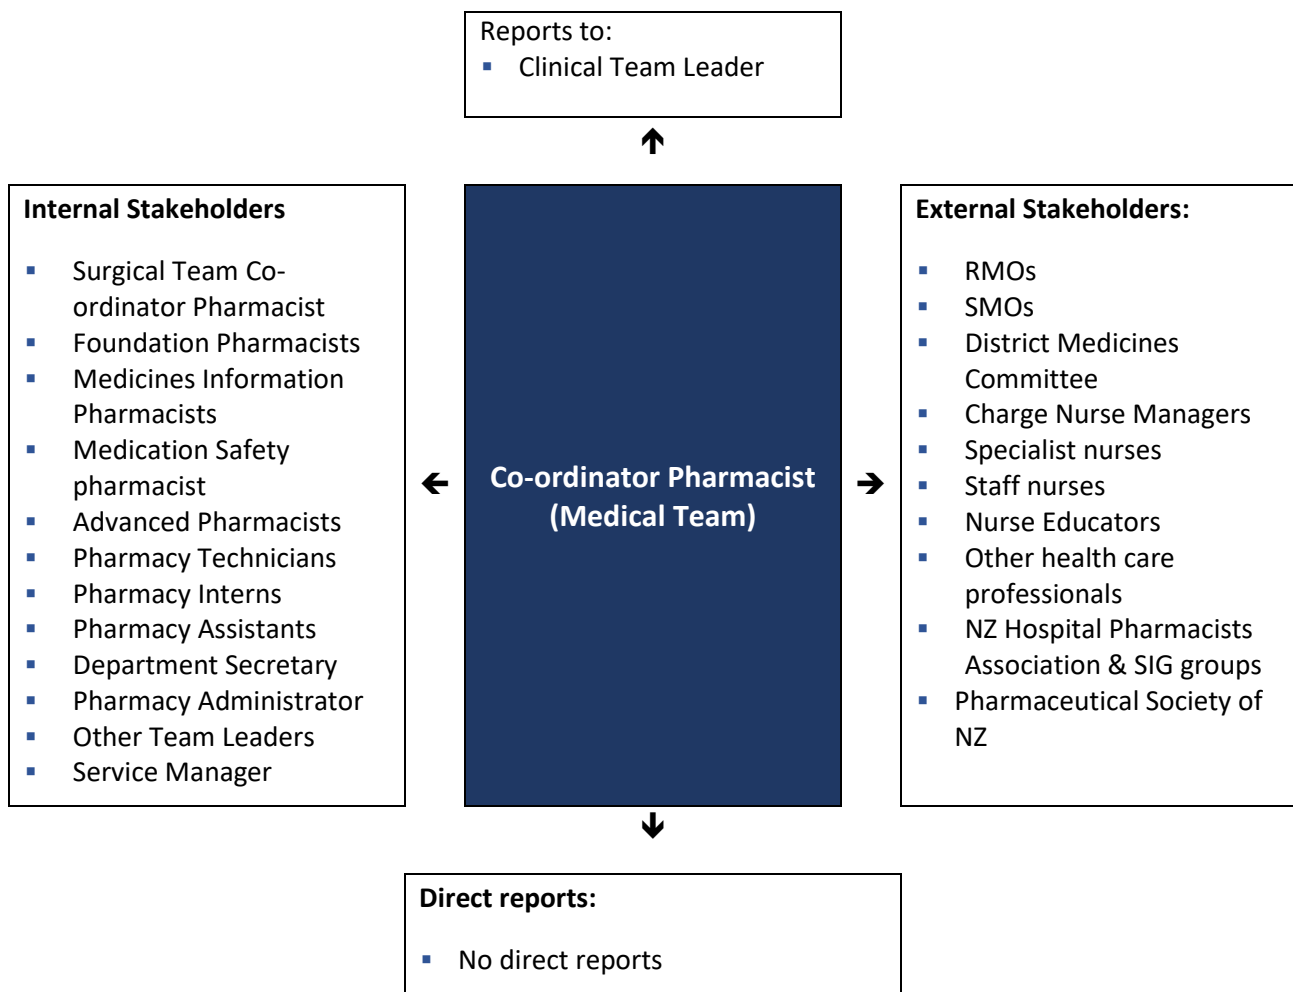 Reports to:
▪ Clinical Team Leader
Internal Stakeholders
▪ Surgical Team Co-
ordinator Pharmacist
▪ Foundation Pharmacists
▪ Medicines Information
Pharmacists
▪ Medication Safety
pharmacist
▪ Advanced Pharmacists
▪ Pharmacy Technicians
▪ Pharmacy Interns
▪ Pharmacy Assistants
▪ Department Secretary
▪ Pharmacy Administrator
▪ Other Team Leaders
▪ Service Manager
Co-ordinator Pharmacist
(Medical Team)
External Stakeholders:
▪ RMOs
▪ SMOs
▪ District Medicines
Committee
▪ Charge Nurse Managers
▪ Specialist nurses
▪ Staff nurses
▪ Nurse Educators
▪ Other health care
professionals
▪ NZ Hospital Pharmacists
Association & SIG groups
▪ Pharmaceutical Society of
NZ
Direct reports:
▪ No direct reports